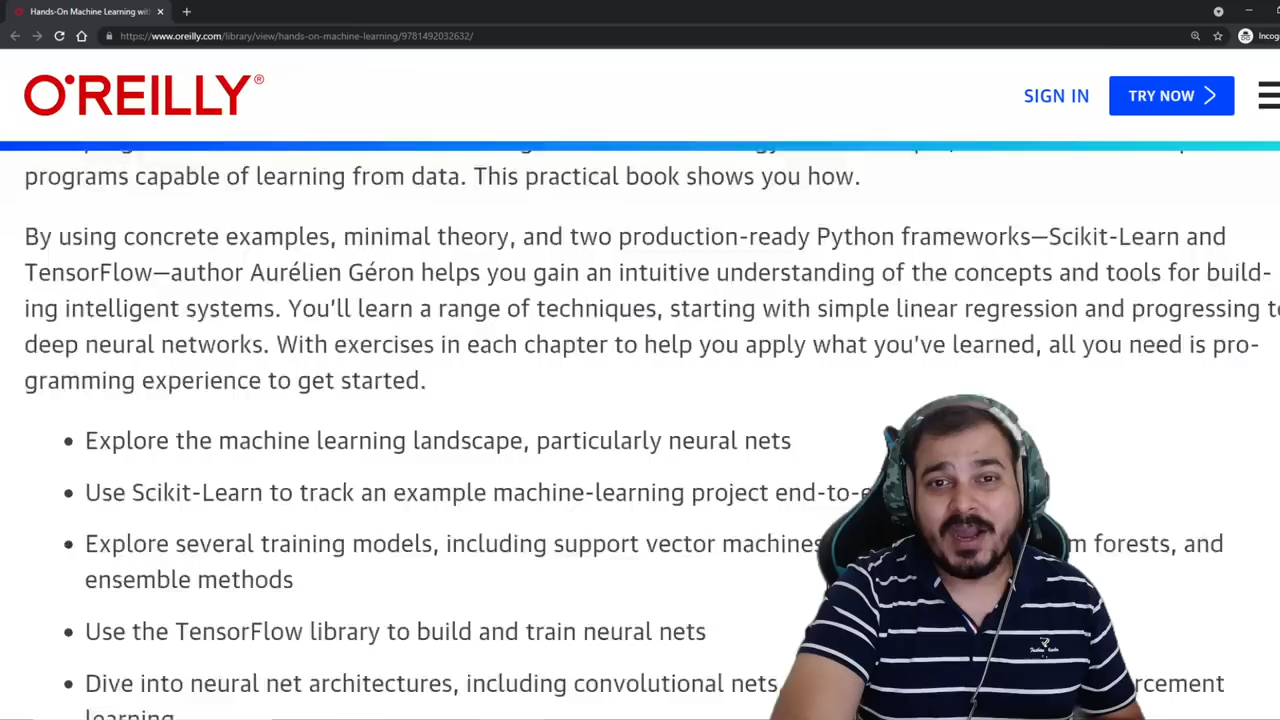 Hands-On Machine Learning with
https://www.oreilly.com/library/view/hands-on-machine-learning/9781492032632/
O'REILLY®
SIGN IN
TRY NOW
programs capable of learning from data. This practical book shows you how.
By using concrete examples, minimal theory, and two production-ready Python frameworks—Scikit-Learn and
TensorFlow—author Aurélien Géron helps you gain an intuitive understanding of the concepts and tools for build-
ing intelligent systems. You’ll learn a range of techniques, starting with simple linear regression and progressing to
deep neural networks. With exercises in each chapter to help you apply what you’ve learned, all you need is pro-
gramming experience to get started.
• Explore the machine learning landscape, particularly neural nets
• Use Scikit-Learn to track an example machine-learning project end-to-e
• Explore several training models, including support vector machines m forests, and
ensemble methods
• Use the TensorFlow library to build and train neural nets
• Dive into neural net architectures, including convolutional nets, rcement
learning